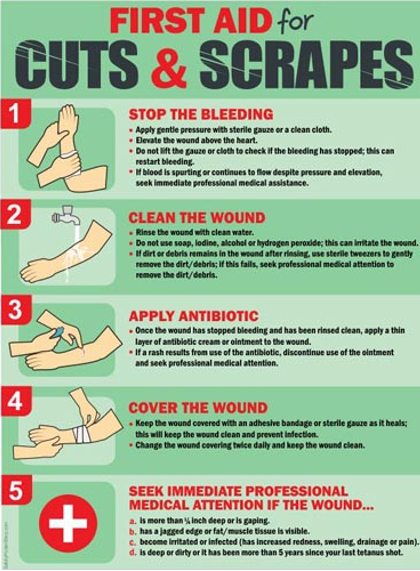 FIRST AID for
CUTS & SCRAPES
1
STOP THE BLEEDING
• Apply gentle pressure with sterile gauze or a clean cloth.
• Elevate the wound above the heart.
• Do not lift the gauze or cloth to check if the bleeding has stopped; this can
restart bleeding.
• If blood is spurting or continues to flow despite pressure and elevation,
seek immediate professional medical assistance.
2
CLEAN THE WOUND
• Rinse the wound with clean water.
• Do not use soap, iodine, alcohol or hydrogen peroxide; this can irritate the wound.
• If dirt or debris remains in the wound after rinsing, use sterile tweezers to gently
remove the dirt/debris; if this fails, seek professional medical attention to
remove the dirt/debris.
3
APPLY ANTIBIOTIC
• Once the wound has stopped bleeding and has been rinsed clean, apply a thin
layer of antibiotic cream or ointment to the wound.
• If a rash results from use of the antibiotic, discontinue use of the ointment
and seek professional medical attention.
4
COVER THE WOUND
• Keep the wound covered with an adhesive bandage or sterile gauze as it heals;
this will keep the wound clean and prevent infection.
• Change the wound covering twice daily and keep the wound clean.
5
SEEK IMMEDIATE PROFESSIONAL
MEDICAL ATTENTION IF THE WOUND...
a. is more than ¼ inch deep or is gaping.
b. has a jagged edge or fat/muscle tissue is visible.
c. become irritated or infected (has increased redness, swelling, drainage or pain).
d. is deep or dirty or it has been more than 5 years since your last tetanus shot.